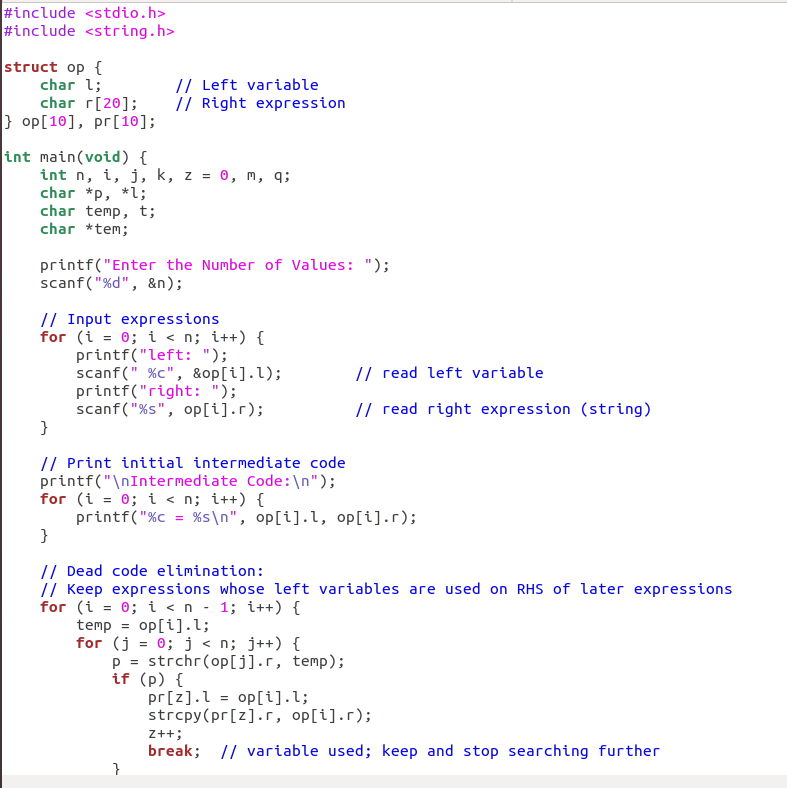 #include <stdio.h>
#include <string.h>

struct op {
    char l;        // Left variable
    char r[20];    // Right expression
} op[10], pr[10];

int main(void) {
    int n, i, j, k, z = 0, m, q;
    char *p, *l;
    char temp, t;
    char *tem;

    printf("Enter the Number of Values: ");
    scanf("%d", &n);

    // Input expressions
    for (i = 0; i < n; i++) {
        printf("left: ");
        scanf(" %c", &op[i].l);        // read left variable
        printf("right: ");
        scanf("%s", op[i].r);          // read right expression (string)
    }

    // Print initial intermediate code
    printf("\nIntermediate Code:\n");
    for (i = 0; i < n; i++) {
        printf("%c = %s\n", op[i].l, op[i].r);
    }

    // Dead code elimination:
    // Keep expressions whose left variables are used on RHS of later expressions
    for (i = 0; i < n - 1; i++) {
        temp = op[i].l;
        for (j = 0; j < n; j++) {
            p = strchr(op[j].r, temp);
            if (p) {
                pr[z].l = op[i].l;
                strcpy(pr[z].r, op[i].r);
                z++;
                break;  // variable used; keep and stop searching further
            }